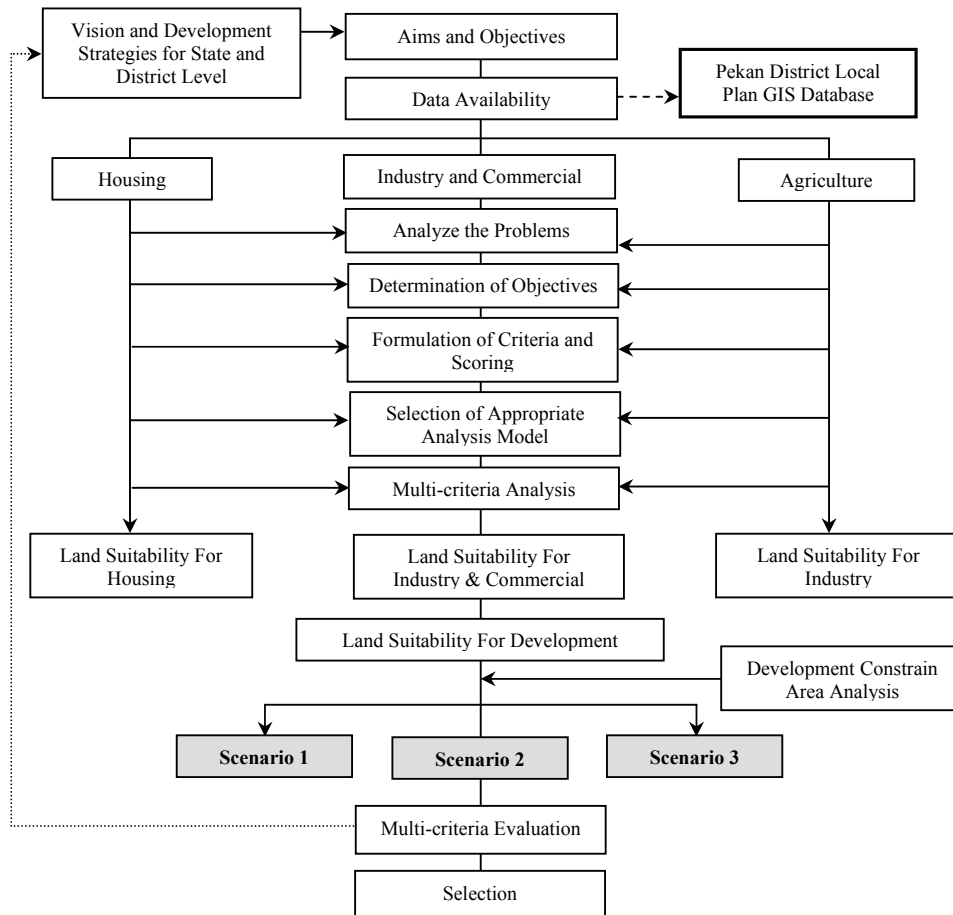 Vision and Development
Strategies for State and
District Level
Aims and Objectives
Data Availability
Pekan District Local
Plan GIS Database
Housing
Industry and Commercial
Agriculture
Analyze the Problems
Determination of Objectives
Formulation of Criteria and
Scoring
Selection of Appropriate
Analysis Model
Multi-criteria Analysis
Land Suitability For
Housing
Land Suitability For
Industry & Commercial
Land Suitability For
Industry
Land Suitability For Development
Development Constrain
Area Analysis
Scenario 1
Scenario 2
Scenario 3
Multi-criteria Evaluation
Selection